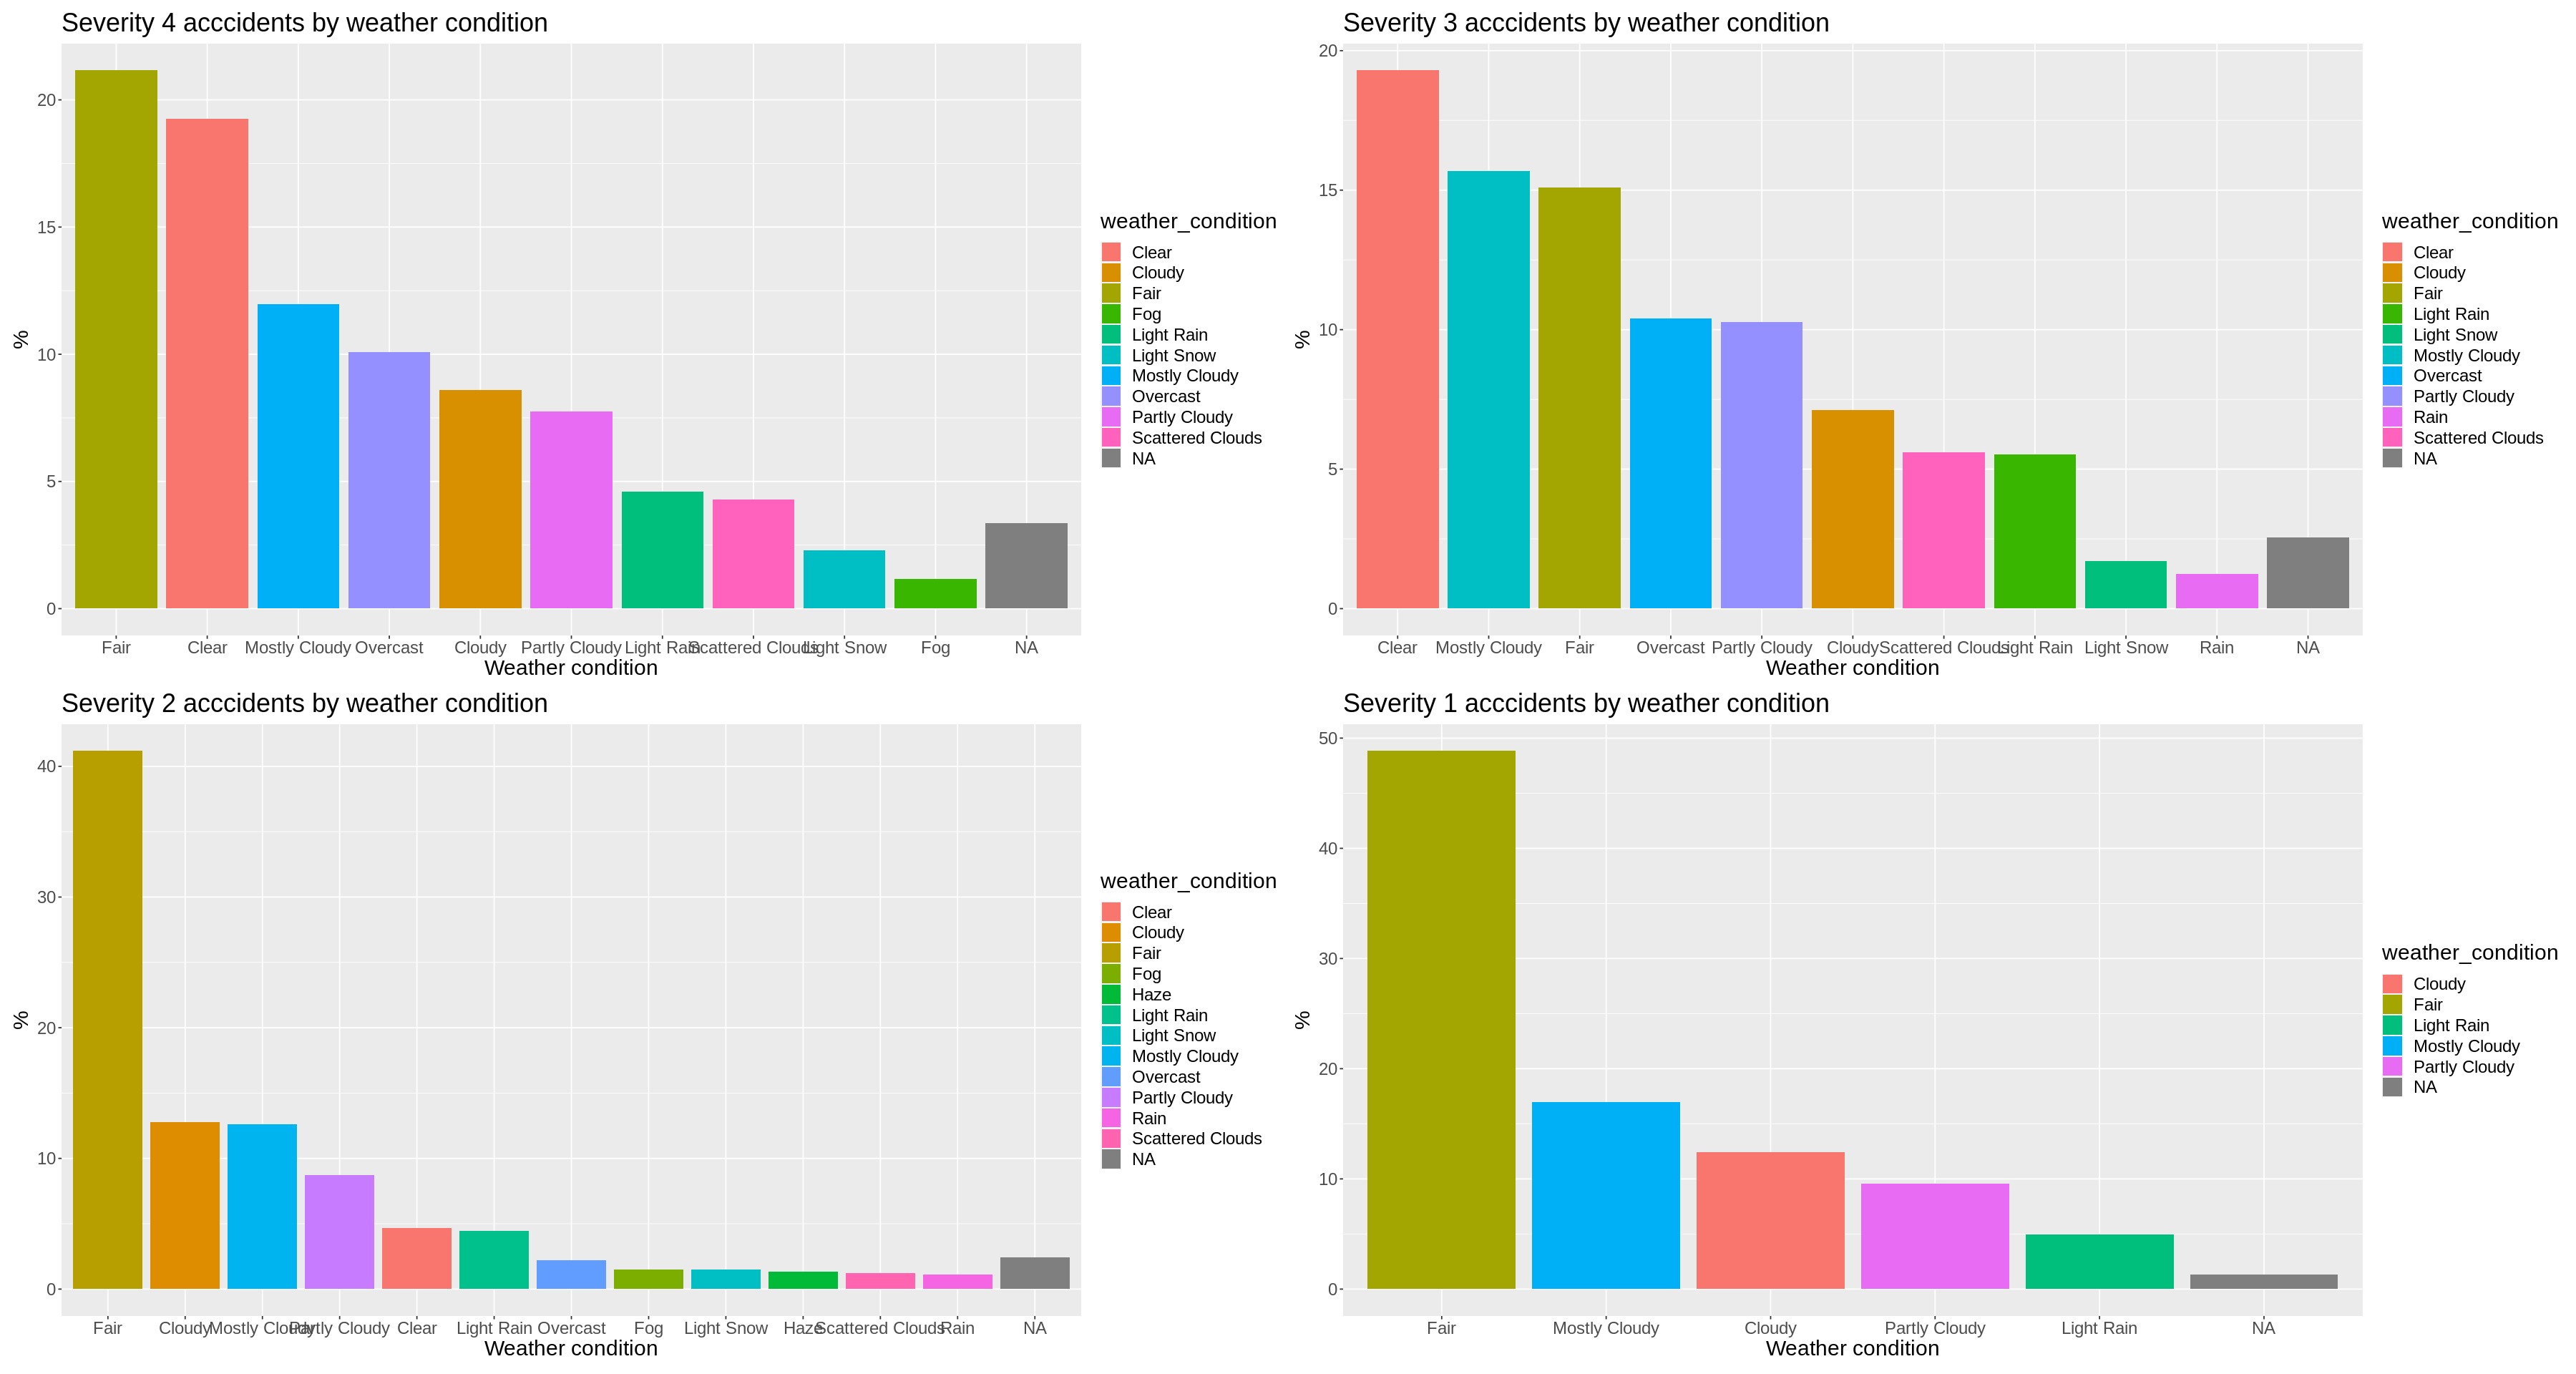 Severity 4 acccidents by weather condition
%
20
15
10
5
0
Fair Clear Mostly Cloudy Overcast Cloudy Partly Cloudy Light Rain Scattered Clouds Light Snow Fog NA
Weather condition
weather_condition
Clear
Cloudy
Fair
Fog
Light Rain
Light Snow
Mostly Cloudy
Overcast
Partly Cloudy
Scattered Clouds
NA
Severity 3 acccidents by weather condition
%
20
15
10
5
0
Clear Mostly Cloudy Fair Overcast Partly Cloudy Cloudy Scattered Clouds Light Rain Light Snow Rain NA
Weather condition
weather_condition
Clear
Cloudy
Fair
Light Rain
Light Snow
Mostly Cloudy
Overcast
Partly Cloudy
Rain
Scattered Clouds
NA
Severity 2 acccidents by weather condition
%
40
30
20
10
0
Fair Cloudy Mostly Cloudy Partly Cloudy Clear Light Rain Overcast Fog Light Snow Haze Scattered Clouds Rain NA
Weather condition
weather_condition
Clear
Cloudy
Fair
Fog
Haze
Light Rain
Light Snow
Mostly Cloudy
Overcast
Partly Cloudy
Rain
Scattered Clouds
NA
Severity 1 acccidents by weather condition
%
50
40
30
20
10
0
Fair Mostly Cloudy Cloudy Partly Cloudy Light Rain NA
Weather condition
weather_condition
Cloudy
Fair
Light Rain
Mostly Cloudy
Partly Cloudy
NA